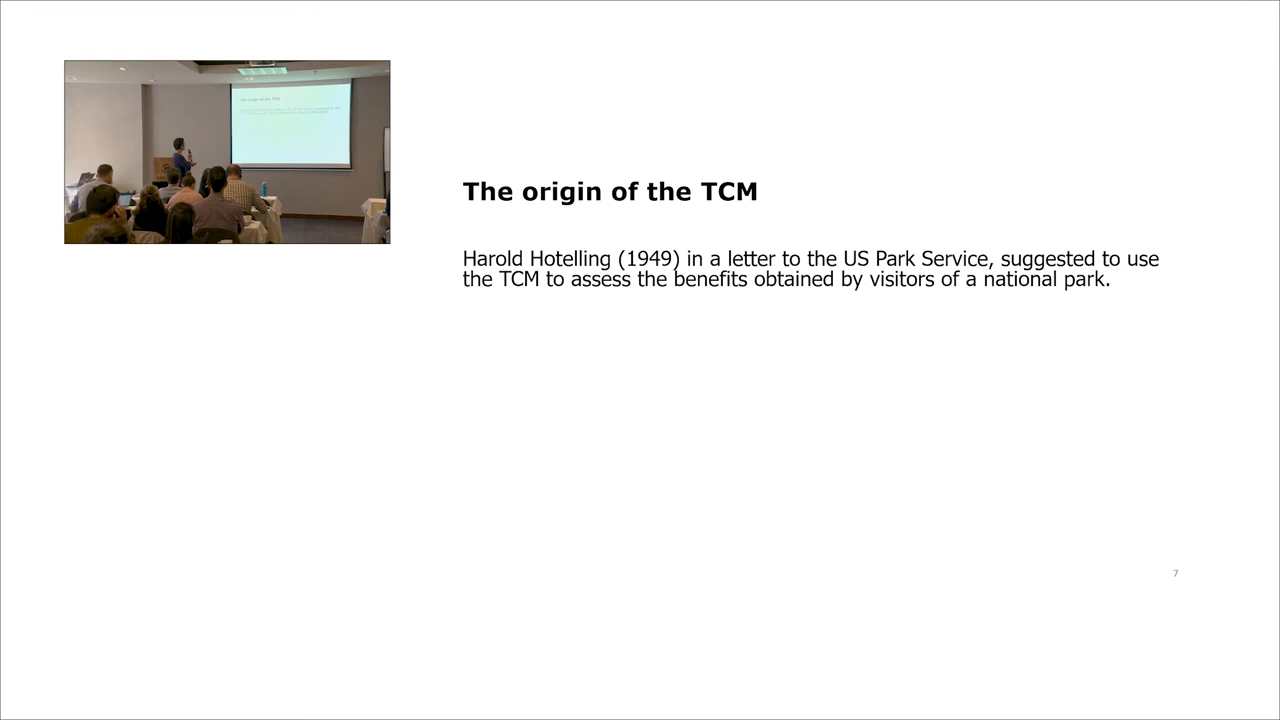 The origin of the TCM
Harold Hotelling (1949) in a letter to the US Park Service, suggested to use
the TCM to assess the benefits obtained by visitors of a national park.
7